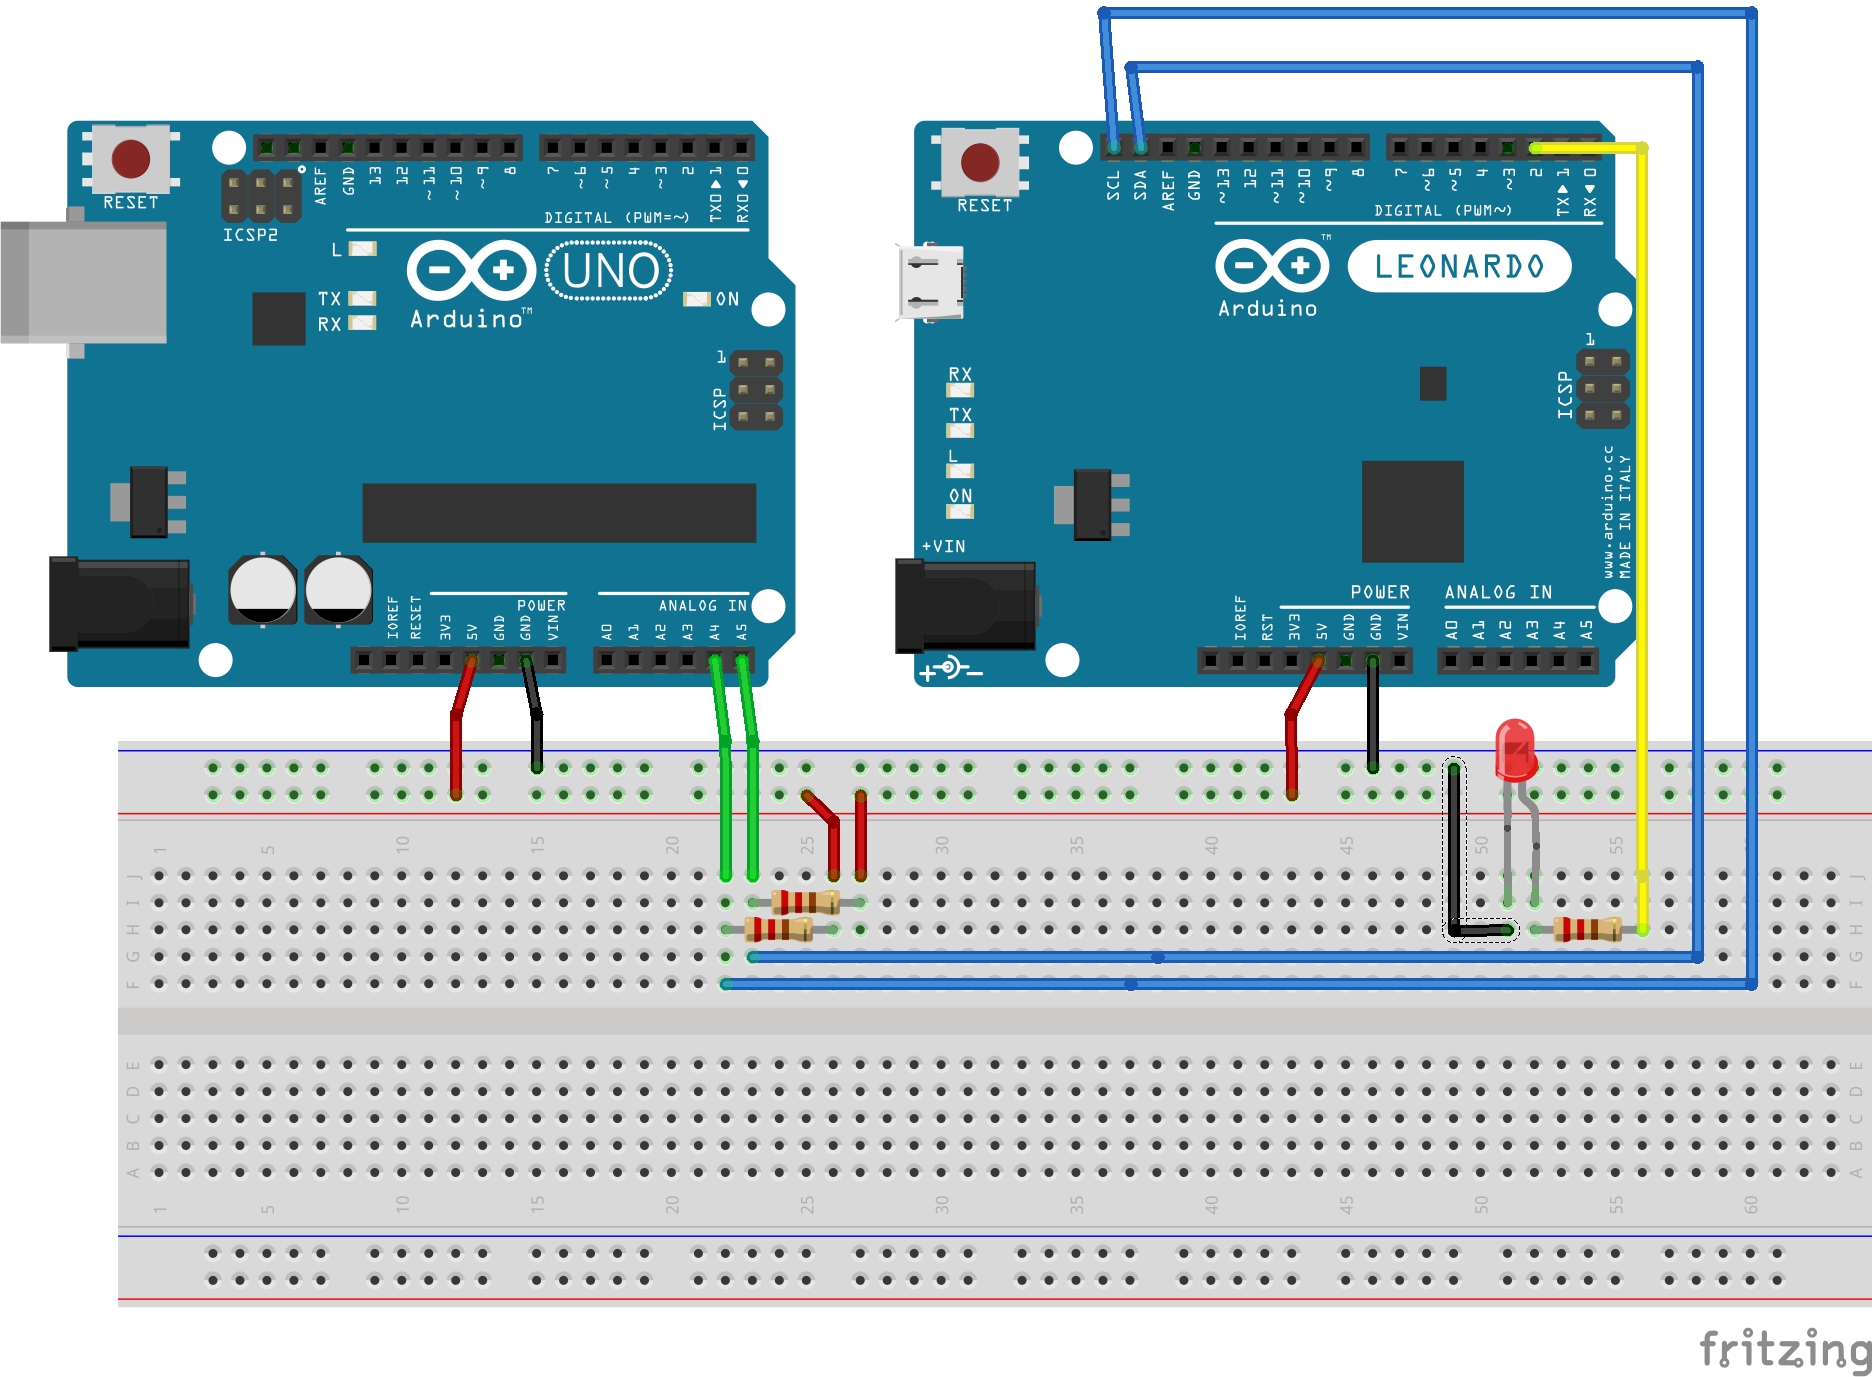 RESET
ICSP2
AREF
GND
13
12
~11
~10
~9
8
7
~6
~5
4
~3
2
TX0▶1
RX0◀0
DIGITAL (PWM=~)
L
TX
RX
Arduino™
UNO
ON
1
ICSP
IOREF
RESET
3V3
5V
GND
GND
VIN
POWER
ANALOG IN
A0
A1
A2
A3
A4
A5
RESET
SCL
SDA
AREF
GND
~13
12
~11
~10
~9
8
7
~6
~5
4
~3
2
TX▶1
RX◀0
DIGITAL (PWM~)
™
Arduino
LEONARDO
RX
TX
L
ON
+VIN
1
ICSP
www.arduino.cc
MADE IN ITALY
POWER
ANALOG IN
IOREF
RST
3V3
5V
GND
GND
VIN
A0
A1
A2
A3
A4
A5
1 5 10 15 20 25 30 35 40 45 50 55
J J
I I
H H
G G
F F
E E
D D
C C
B B
A A
1 5 10 15 20 25 30 35 40 45 50 55 60
fritzing